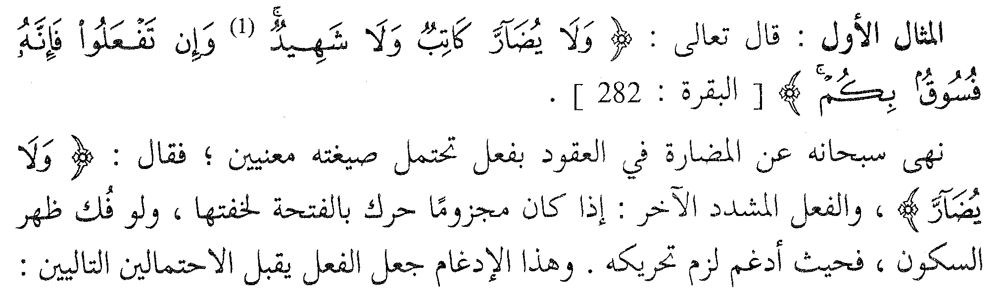 المثال الأول : قال تعالى : ﴿ وَلَا يُضَآرَّ كَاتِبٌ وَلَا شَهِيدٌۚ (1) وَإِن تَفْعَلُواْ فَإِنَّهُۥ
فُسُوقُۢ بِكُمْۚ ﴾ [ البقرة : 282 ] .
نهى سبحانه عن المضارة في العقود بفعل تحتمل صيغته معنيين ؛ فقال : ﴿ وَلَا
يُضَآرَّ ﴾ ، والفعل المشدد الآخر : إذا كان مجزومًا حرك بالفتحة لخفتها ، ولو فُك ظهر
السكون ، فحيث أدغم لزم تحريكه . وهذا الإدغام جعل الفعل يقبل الاحتمالين التاليين :